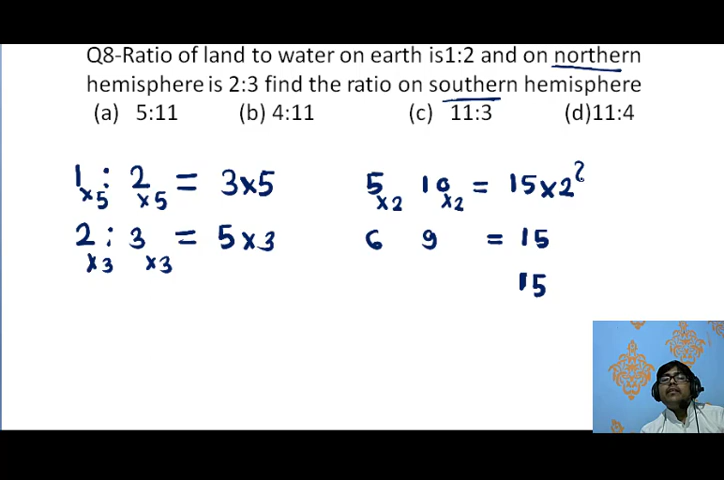 Q8-Ratio of land to water on earth is1:2 and on northern
hemisphere is 2:3 find the ratio on southern hemisphere
(a) 5:11 (b) 4:11 (c) 11:3 (d)11:4
1 : 2 = 3x5 5 10 = 15x2
x5 x5 x2 x2
2 : 3 = 5x3 6 9 = 15
x3 x3 15